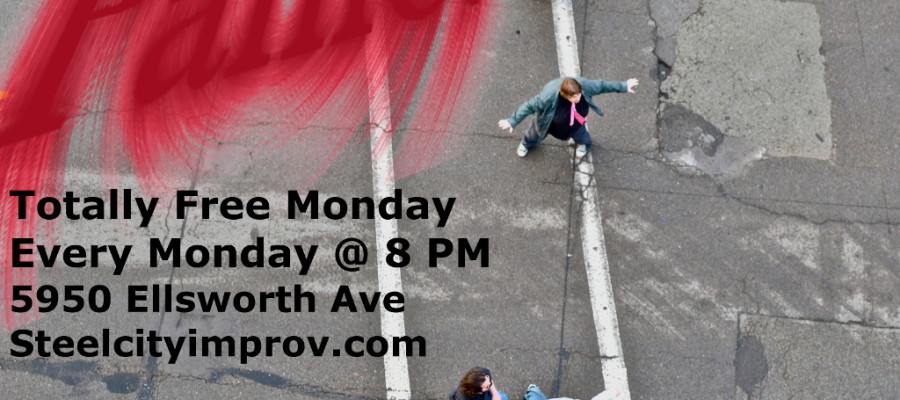 Totally Free Monday
Every Monday @ 8 PM
5950 Ellsworth Ave
Steelcityimprov.com